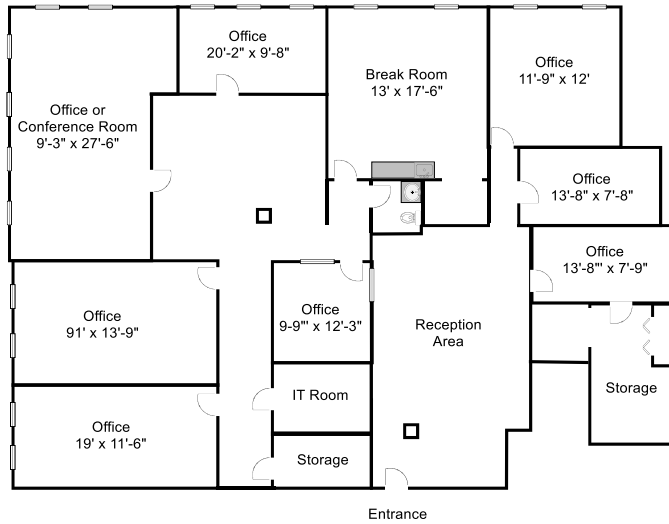 Office
20'-2" x 9'-8"
Break Room
13' x 17'-6"
Office
11'-9" x 12'
Office or
Conference Room
9'-3" x 27'-6"
Office
13'-8" x 7'-8"
Office
13'-8"' x 7'-9"
Office
91' x 13'-9"
Office
9-9"' x 12'-3"
Reception
Area
IT Room
Storage
Office
19' x 11'-6"
Storage
Entrance